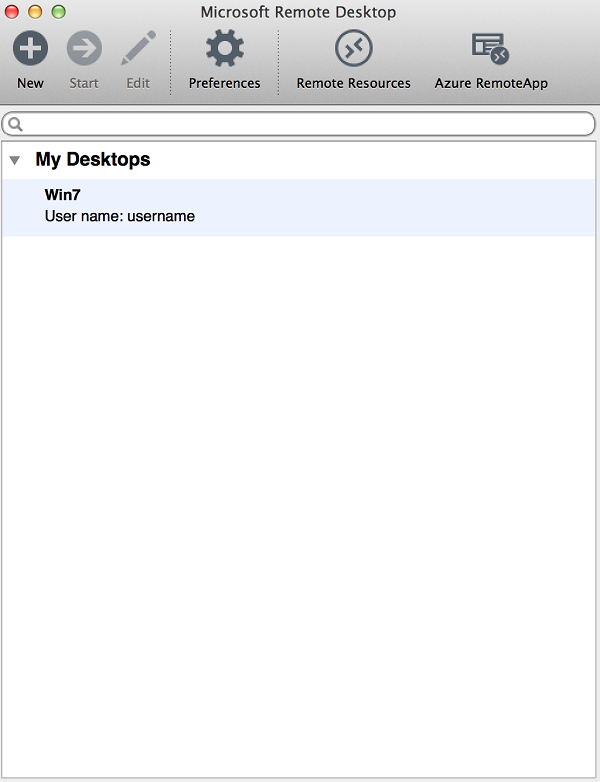 Microsoft Remote Desktop
New Start Edit Preferences Remote Resources Azure RemoteApp
My Desktops
Win7
User name: username